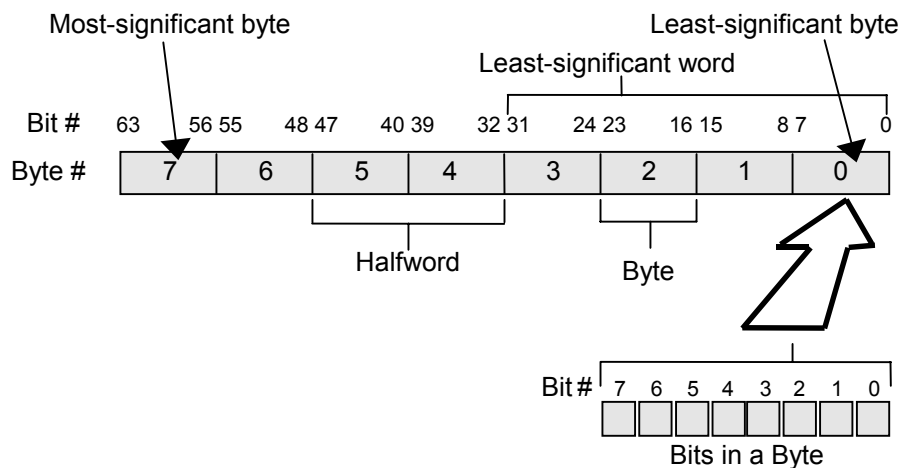 Most-significant byte Least-significant byte
Least-significant word
Bit # 63 56 55 48 47 40 39 32 31 24 23 16 15 8 7 0
Byte # 7 6 5 4 3 2 1 0
Halfword Byte
Bit # 7 6 5 4 3 2 1 0
Bits in a Byte